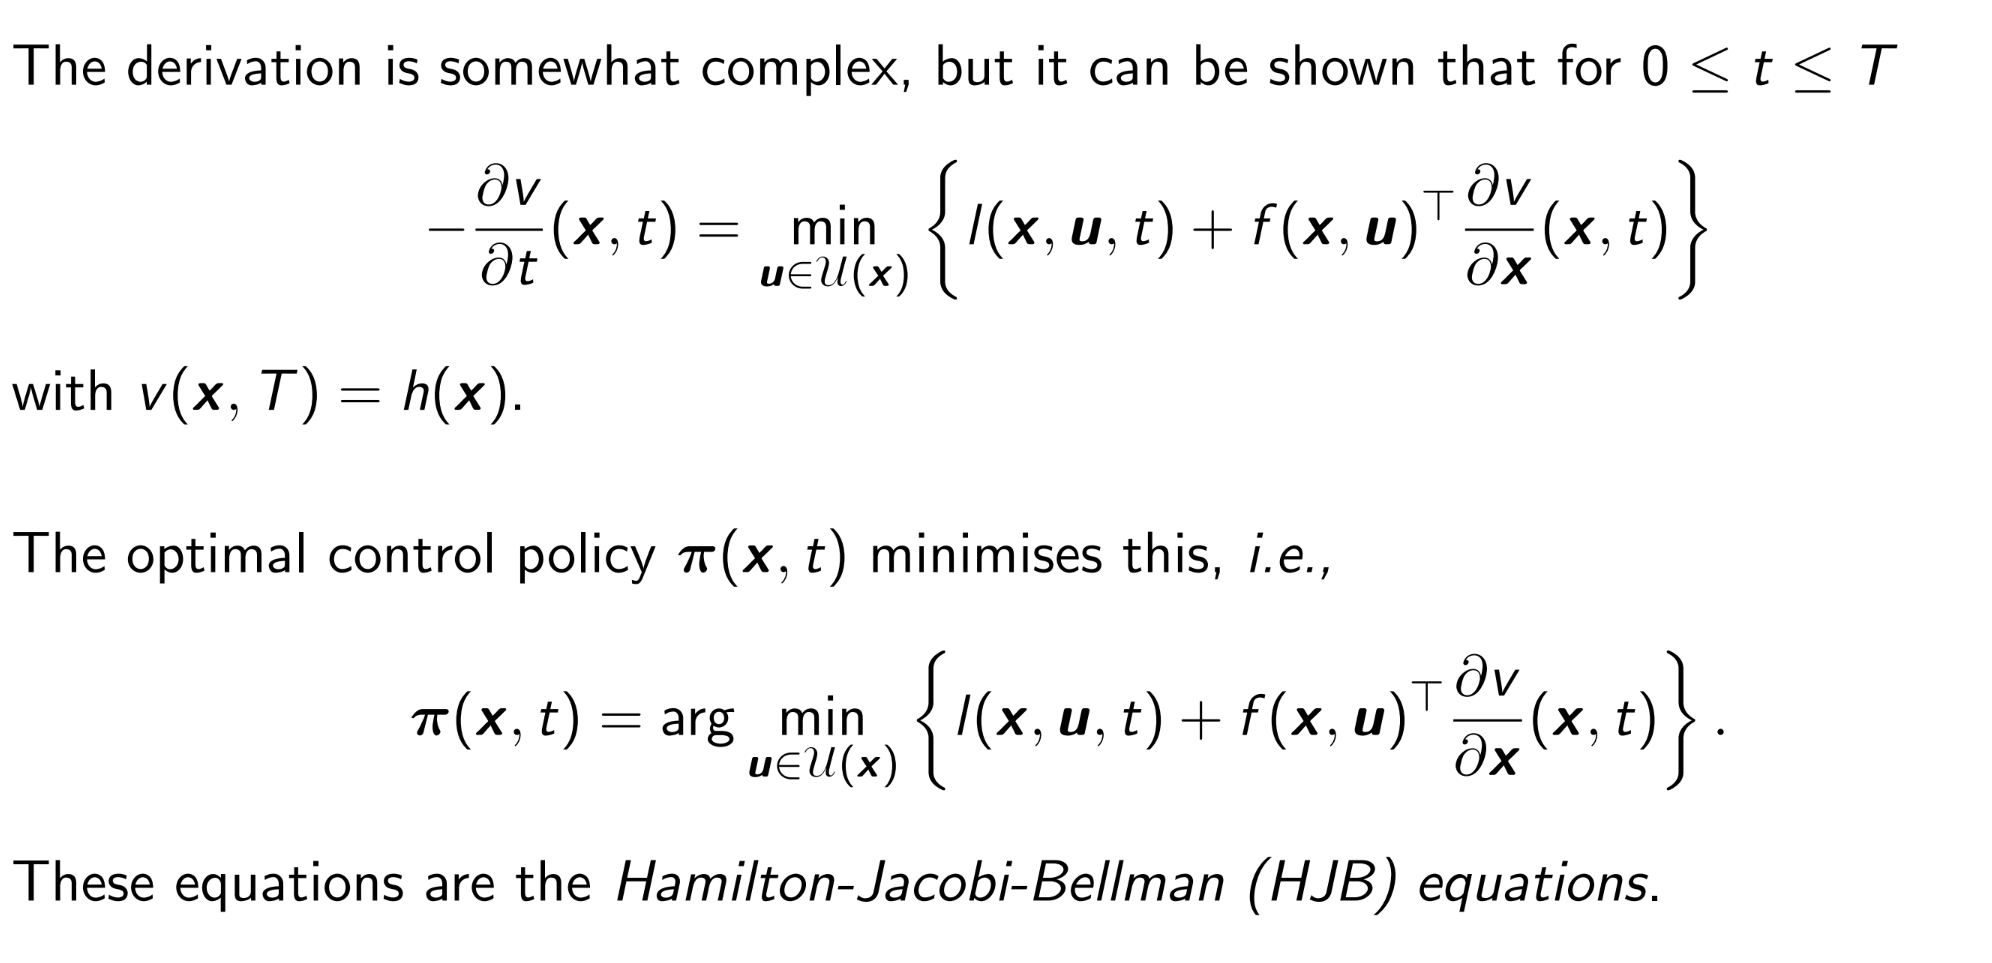 The derivation is somewhat complex, but it can be shown that for 0 ≤ t ≤ T
−∂v/∂t (x, t) = min_{u∈𝒰(x)} { l(x, u, t) + f(x, u)^⊤ ∂v/∂x (x, t) }
with v(x, T) = h(x).
The optimal control policy π(x, t) minimises this, i.e.,
π(x, t) = arg min_{u∈𝒰(x)} { l(x, u, t) + f(x, u)^⊤ ∂v/∂x (x, t) } .
These equations are the Hamilton-Jacobi-Bellman (HJB) equations.